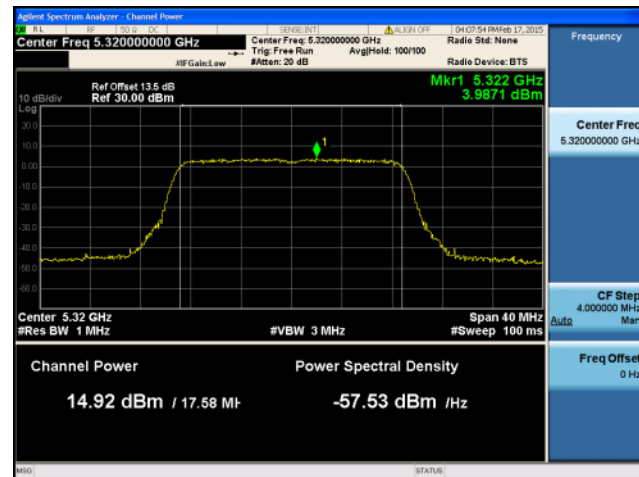 Agilent Spectrum Analyzer - Channel Power
RL RF 50 Ω DC SENSE:INT ALIGN OFF 04:07:54 PM Feb 17, 2015
Center Freq 5.320000000 GHz
Center Freq: 5.320000000 GHz
Radio Std: None
Trig: Free Run Avg|Hold: 100/100
#IFGain:Low #Atten: 20 dB Radio Device: BTS
Frequency
Mkr1 5.322 GHz
3.9871 dBm
Ref Offset 13.5 dB
10 dB/div Ref 30.00 dBm
Log
20.0
10.0
0.00
-10.0
-20.0
-30.0
-40.0
-50.0
-60.0
1
Center Freq
5.320000000 GHz
Center 5.32 GHz Span 40 MHz
#Res BW 1 MHz #VBW 3 MHz #Sweep 100 ms
CF Step
4.000000 MHz
Auto Man
Channel Power Power Spectral Density
14.92 dBm / 17.58 MH -57.53 dBm /Hz
Freq Offset
0 Hz
MSG STATUS